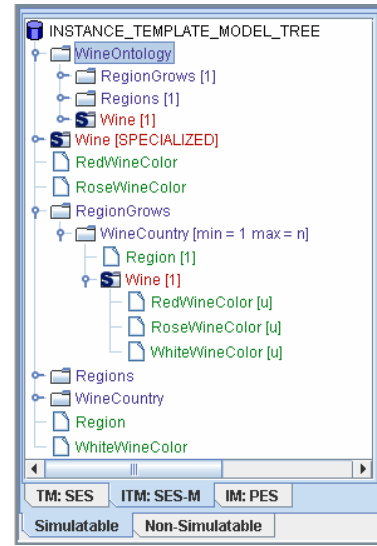 INSTANCE_TEMPLATE_MODEL_TREE
WineOntology
RegionGrows [1]
Regions [1]
S Wine [1]
S Wine [SPECIALIZED]
RedWineColor
RoseWineColor
RegionGrows
WineCountry [min = 1 max = n]
Region [1]
S Wine [1]
RedWineColor [u]
RoseWineColor [u]
WhiteWineColor [u]
Regions
WineCountry
Region
WhiteWineColor
TM: SES ITM: SES-M IM: PES
Simulatable Non-Simulatable